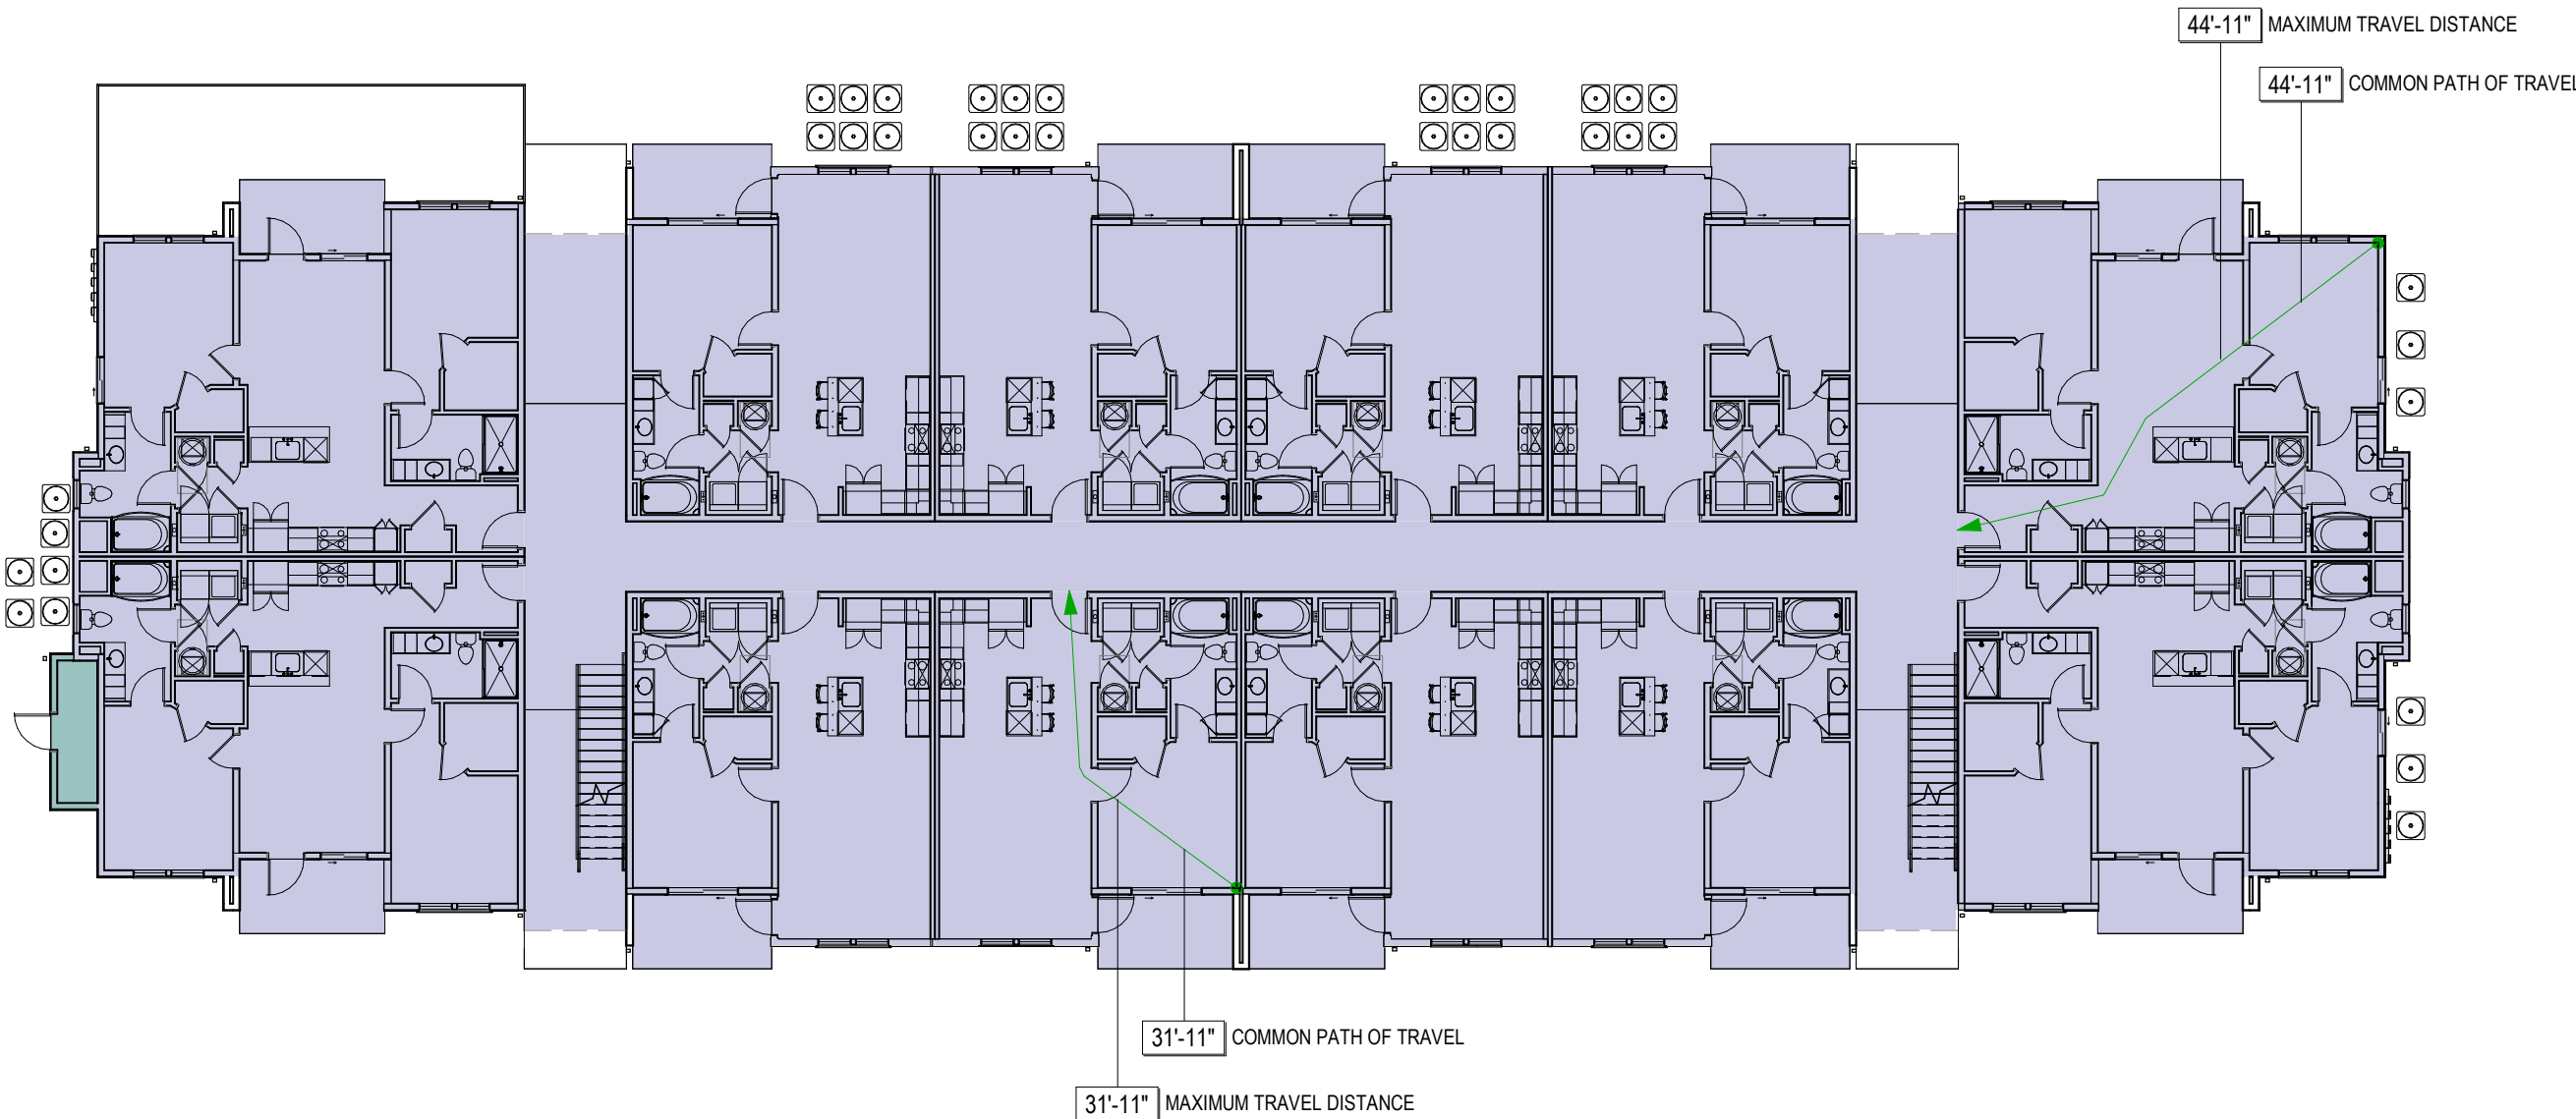 44'-11" MAXIMUM TRAVEL DISTANCE
44'-11" COMMON PATH OF TRAVEL
31'-11" COMMON PATH OF TRAVEL
31'-11" MAXIMUM TRAVEL DISTANCE